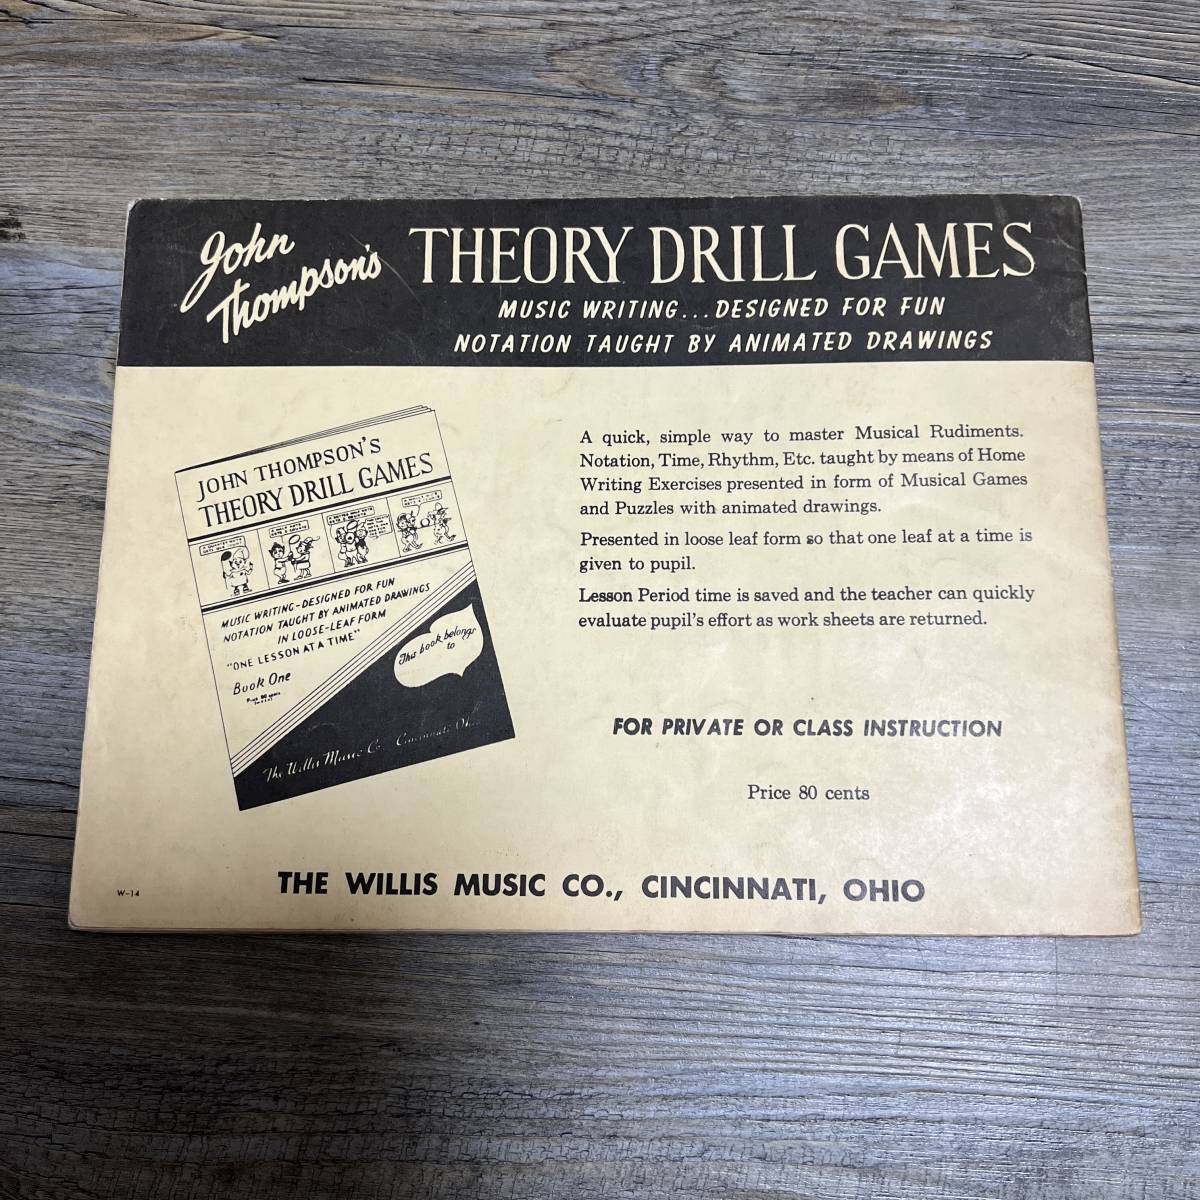 John
Thompson's
THEORY DRILL GAMES
MUSIC WRITING...DESIGNED FOR FUN
NOTATION TAUGHT BY ANIMATED DRAWINGS
JOHN THOMPSON'S
THEORY DRILL GAMES
MUSIC WRITING-DESIGNED FOR FUN
NOTATION TAUGHT BY ANIMATED DRAWINGS
IN LOOSE-LEAF FORM
"ONE LESSON AT A TIME"
Book One
This book belongs
to
The Willis Music Co. Cincinnati, Ohio
A quick, simple way to master Musical Rudiments.
Notation, Time, Rhythm, Etc. taught by means of Home
Writing Exercises presented in form of Musical Games
and Puzzles with animated drawings.
Presented in loose leaf form so that one leaf at a time is
given to pupil.
Lesson Period time is saved and the teacher can quickly
evaluate pupil's effort as work sheets are returned.
FOR PRIVATE OR CLASS INSTRUCTION
Price 80 cents
W-14
THE WILLIS MUSIC CO., CINCINNATI, OHIO